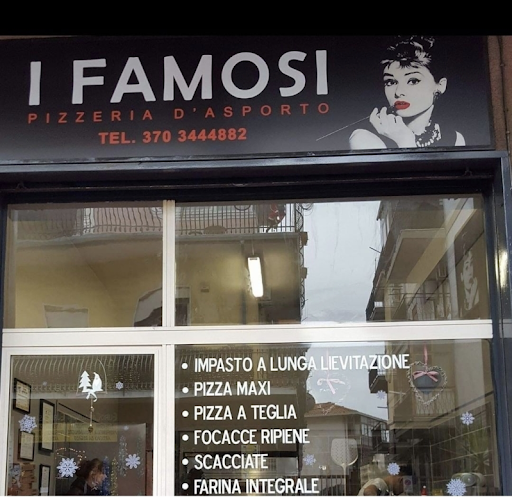 I FAMOSI
PIZZERIA D'ASPORTO
TEL. 370 3444882
• IMPASTO A LUNGA LIEVITAZIONE
• PIZZA MAXI
• PIZZA A TEGLIA
• FOCACCE RIPIENE
• SCACCIATE
• FARINA INTEGRALE